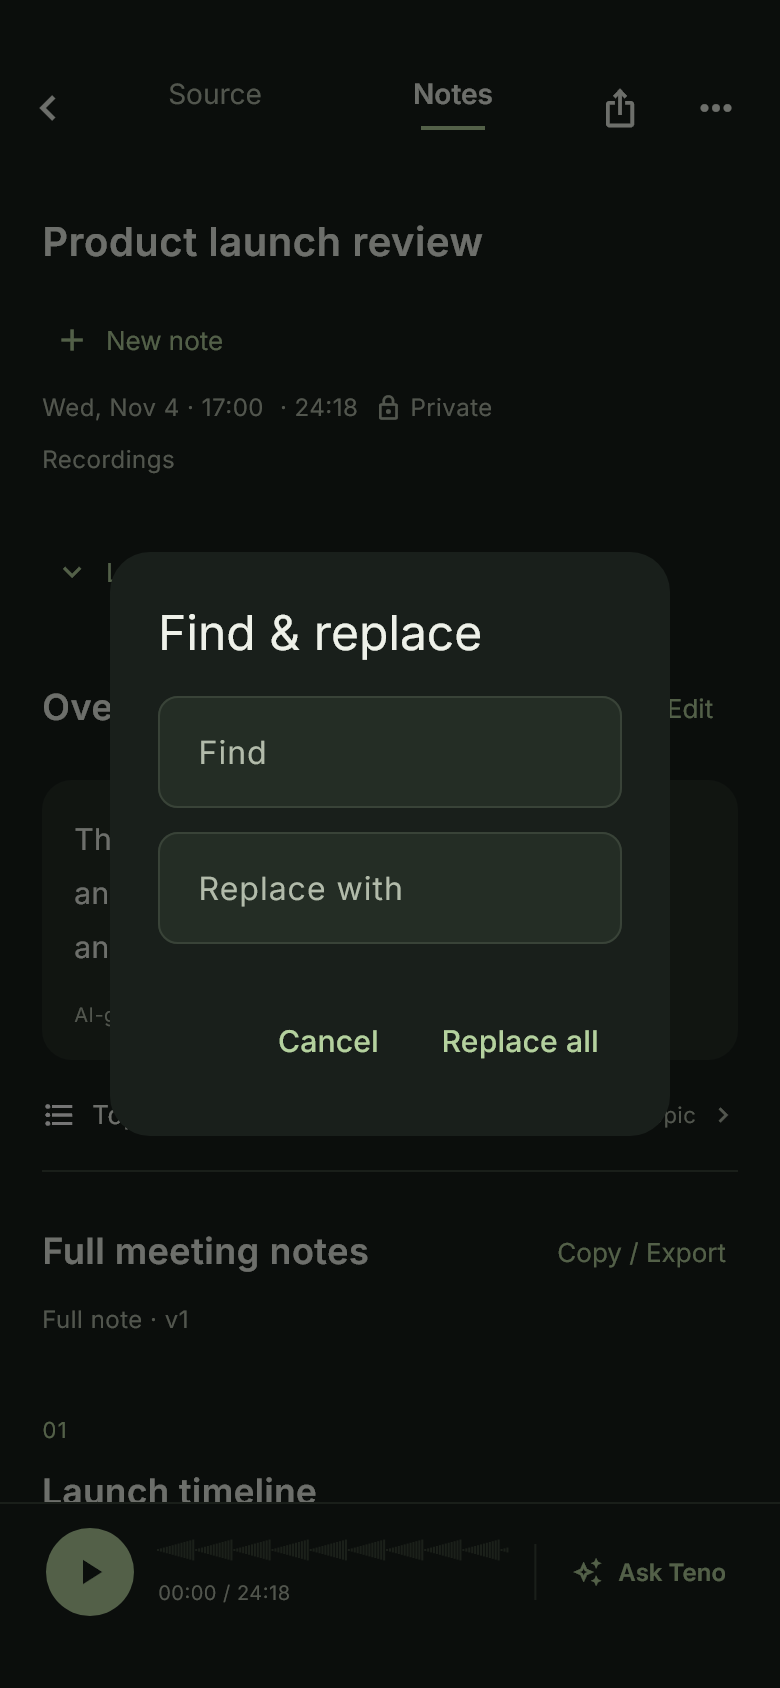 Source
Notes
Product launch review
New note
Wed, Nov 4 · 17:00 · 24:18 Private
Recordings
Find & replace
Edit
Find
Replace with
Cancel
Replace all
Full meeting notes
Copy / Export
Full note · v1
01
Launch timeline
00:00 / 24:18
Ask Teno